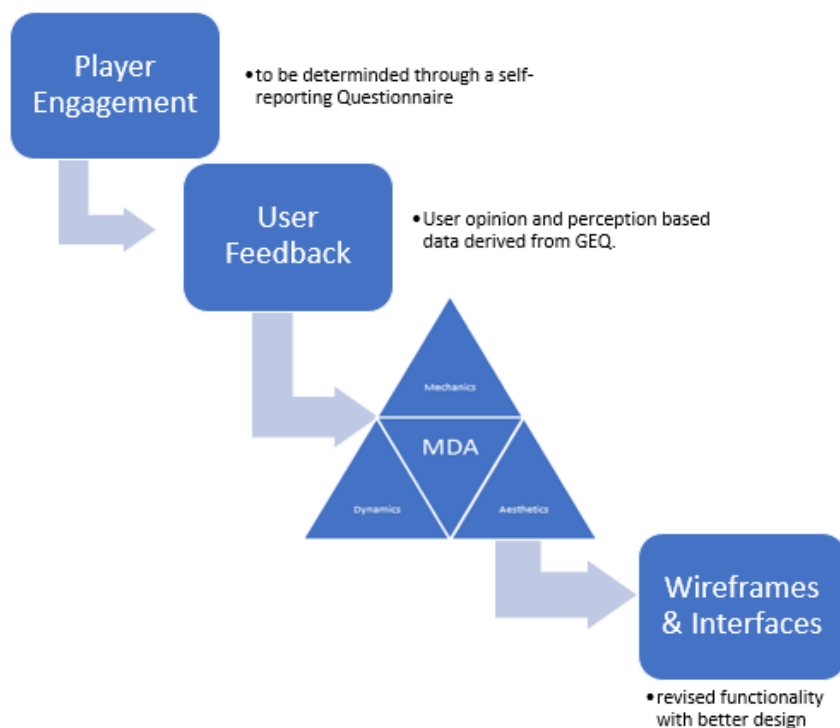 Player
Engagement
•to be determinded through a self-
reporting Questionnaire
User
Feedback
•User opinion and perception based
data derived from GEQ.
Mechanics
MDA
Dynamics
Aesthetics
Wireframes
& Interfaces
•revised functionality
with better design